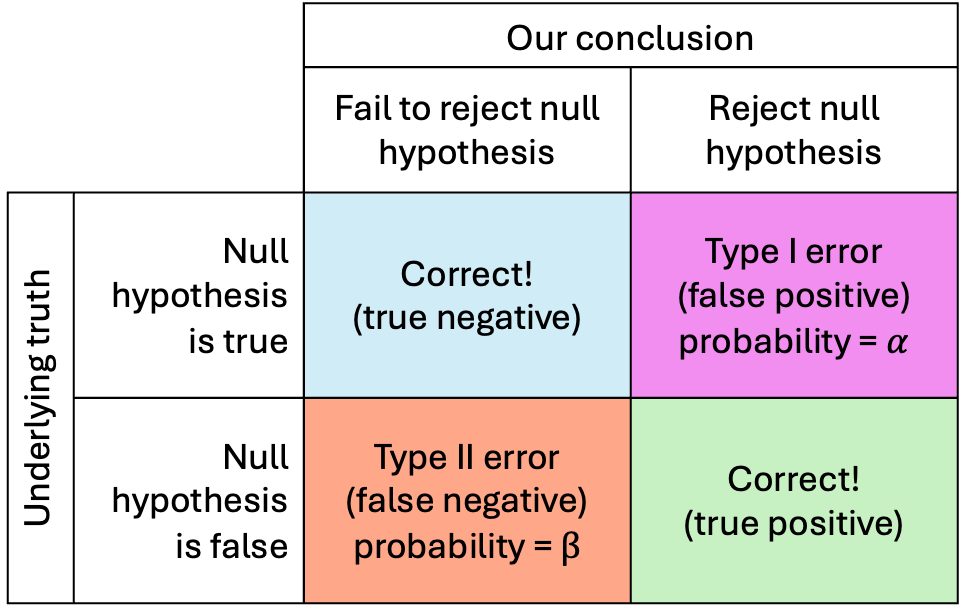 Our conclusion
Fail to reject null
hypothesis
Reject null
hypothesis
Underlying truth
Null
hypothesis
is true
Correct!
(true negative)
Type I error
(false positive)
probability = α
Null
hypothesis
is false
Type II error
(false negative)
probability = β
Correct!
(true positive)